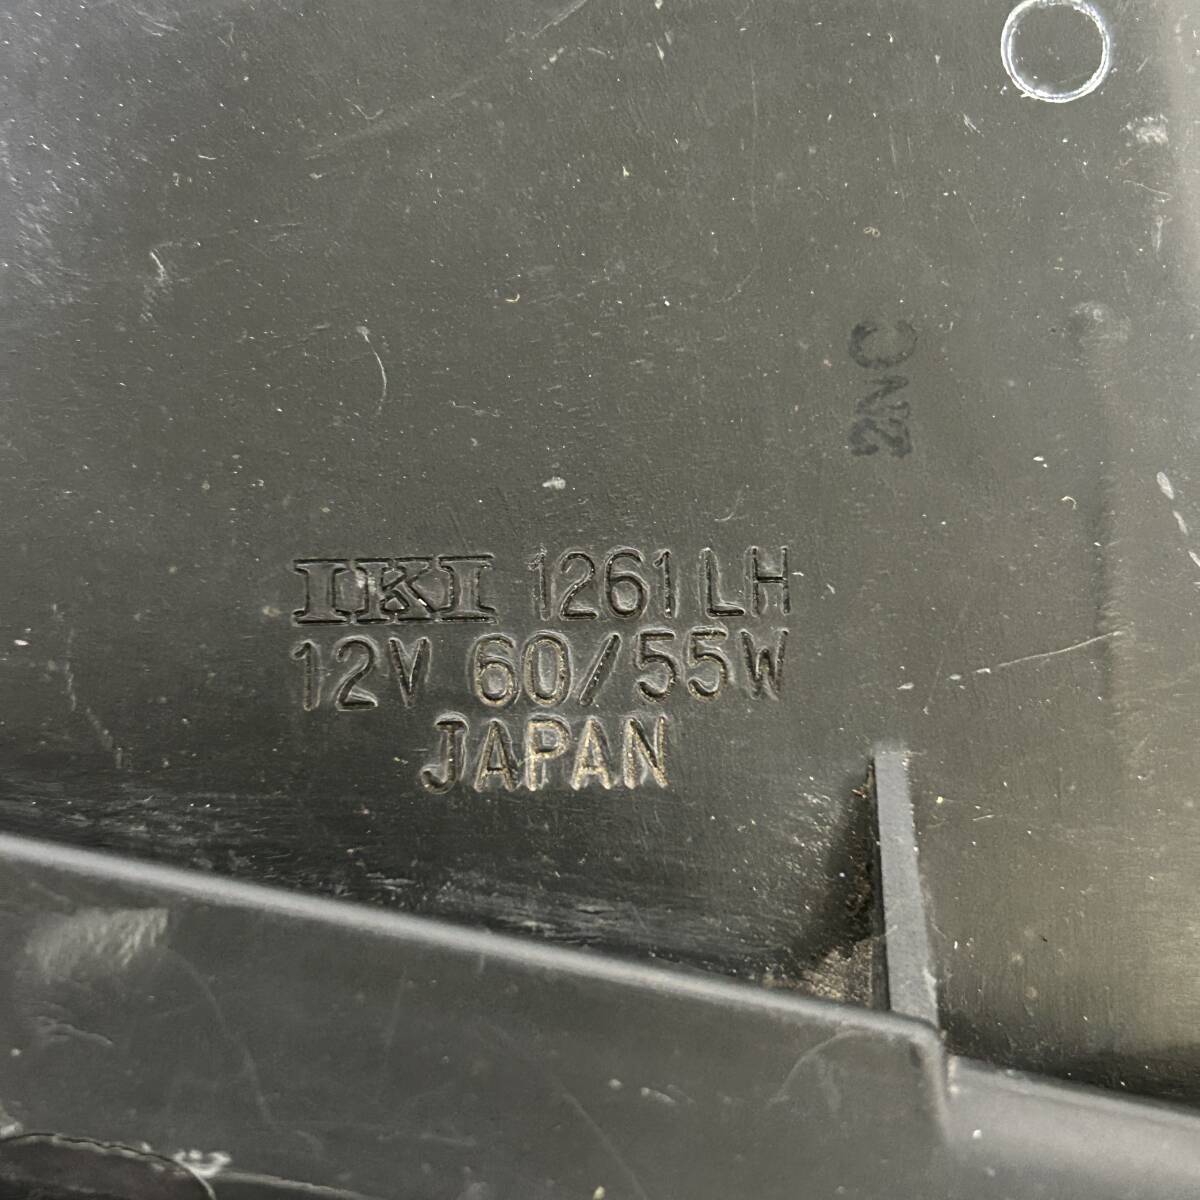 2NC
IKI 1261 LH
12V 60/55W
JAPAN